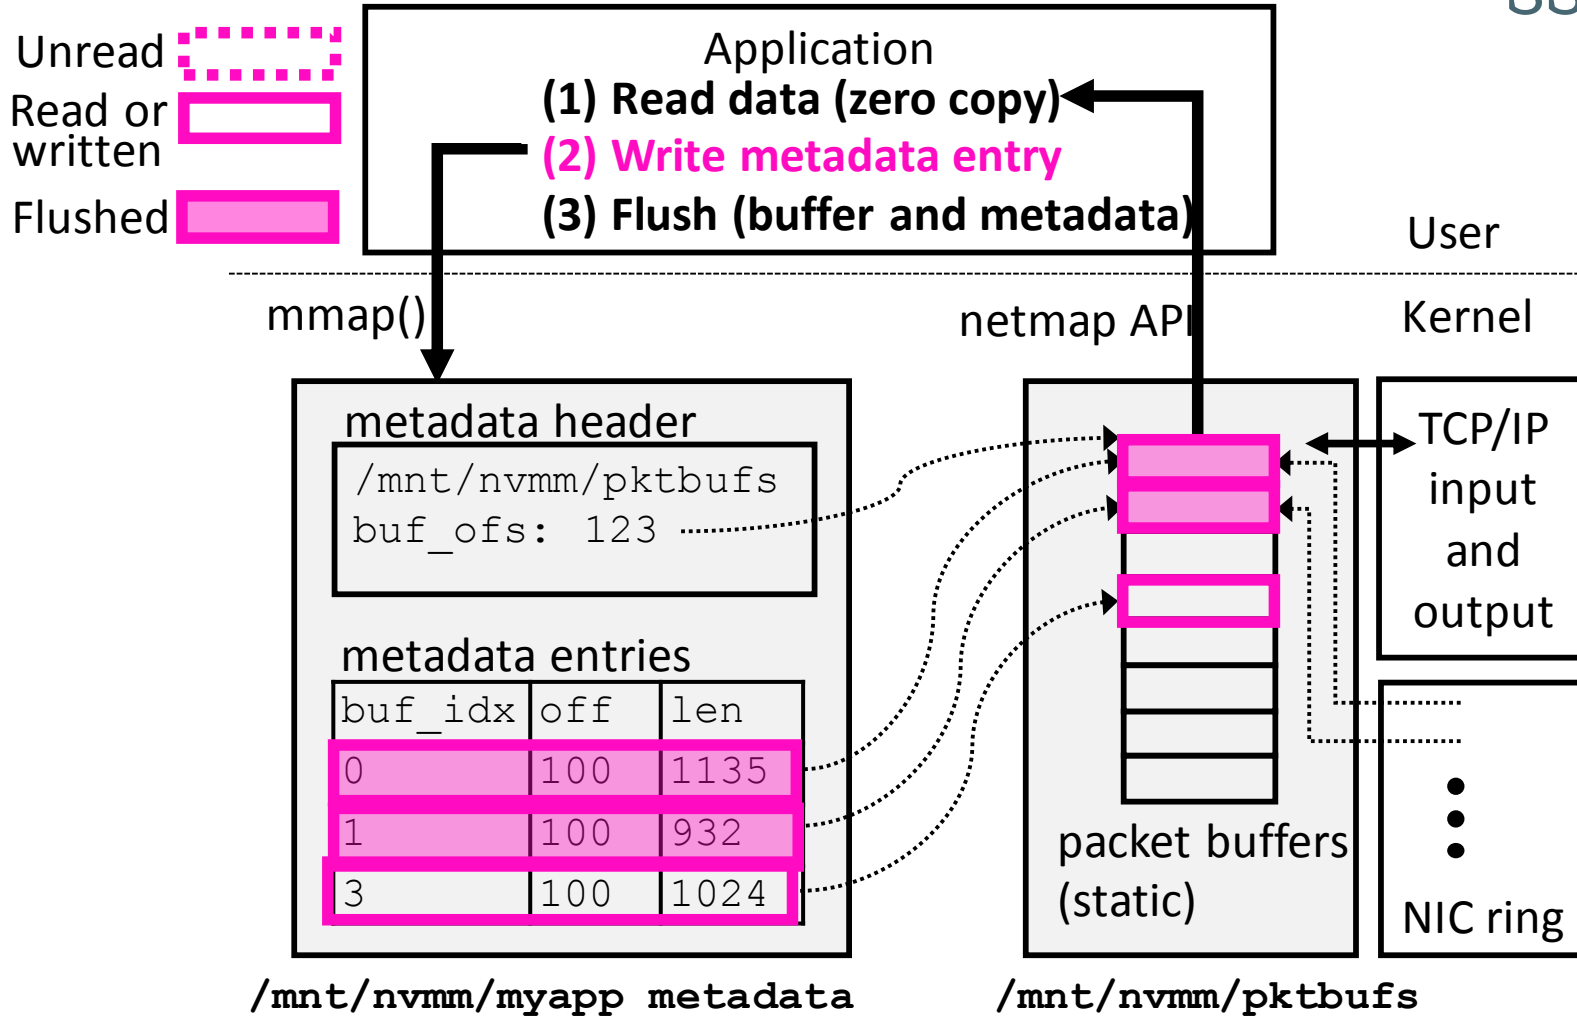 Unread
Read or
written
Flushed
Application
(1) Read data (zero copy)
(2) Write metadata entry
(3) Flush (buffer and metadata)
User
mmap()
netmap API
Kernel
metadata header
/mnt/nvmm/pktbufs
buf_ofs: 123
metadata entries
buf_idx off len
0 100 1135
1 100 932
3 100 1024
packet buffers
(static)
TCP/IP
input
and
output
NIC ring
/mnt/nvmm/myapp metadata
/mnt/nvmm/pktbufs